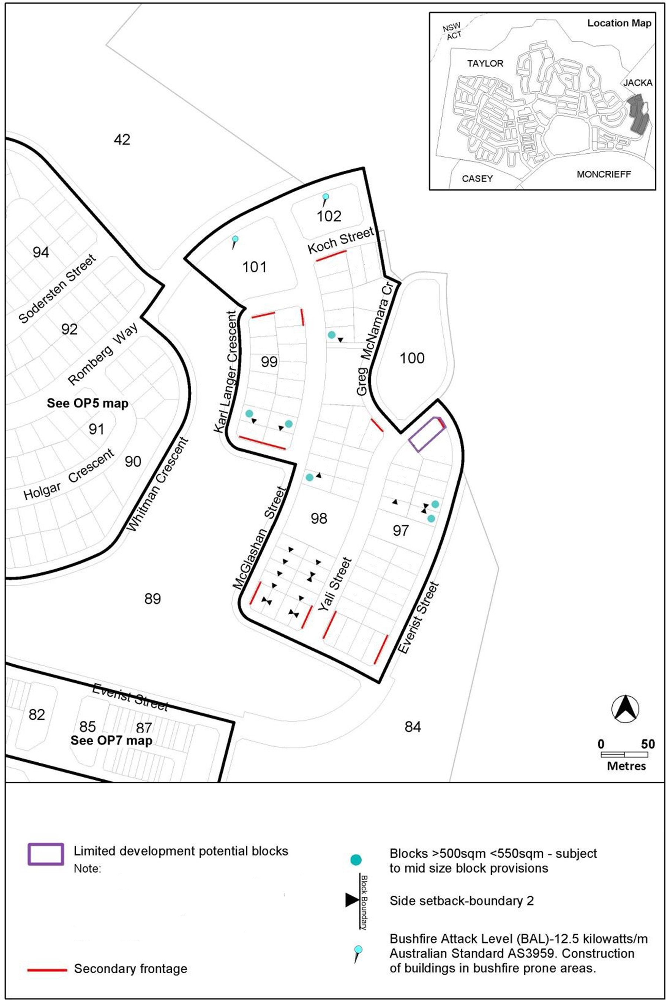 Location Map
NSW
ACT
TAYLOR
JACKA
CASEY
MONCRIEFF
42
102
Koch Street
101
94
Sodersten Street
92
Romberg Way
Karl Langer Crescent
99
Greg McNamara Cr
100
See OP5 map
91
90
Holgar Crescent
Whitman Crescent
McGlashan Street
98
97
Yali Street
Everist Street
89
Everist Street
82
85
87
See OP7 map
84
0 50
Metres
Limited development potential blocks
Note:
Secondary frontage
Blocks >500sqm <550sqm - subject
to mid size block provisions
Block Boundary
Side setback-boundary 2
Bushfire Attack Level (BAL)-12.5 kilowatts/m
Australian Standard AS3959. Construction
of buildings in bushfire prone areas.